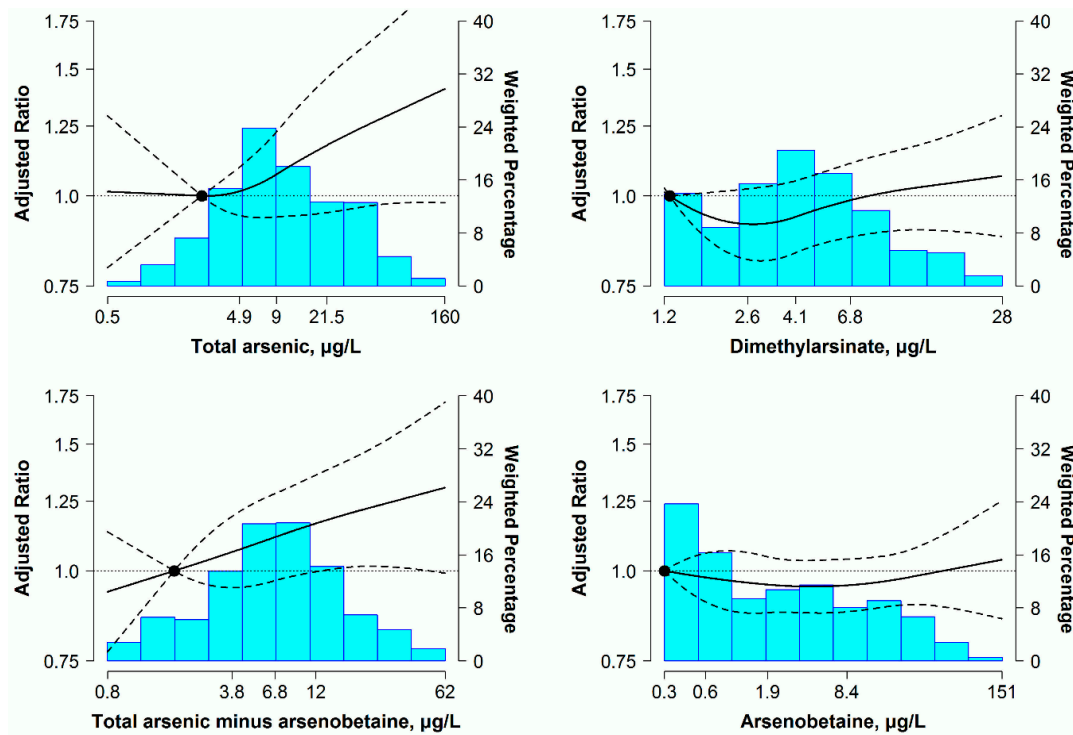 1.75
1.5
1.25
1.0
0.75
Adjusted Ratio
40
32
24
16
8
0
Weighted Percentage
0.5 4.9 9 21.5 160
Total arsenic, µg/L
1.75
1.5
1.25
1.0
0.75
Adjusted Ratio
40
32
24
16
8
0
Weighted Percentage
1.2 2.6 4.1 6.8 28
Dimethylarsinate, µg/L
1.75
1.5
1.25
1.0
0.75
Adjusted Ratio
40
32
24
16
8
0
Weighted Percentage
0.8 3.8 6.8 12 62
Total arsenic minus arsenobetaine, µg/L
1.75
1.5
1.25
1.0
0.75
Adjusted Ratio
40
32
24
16
8
0
Weighted Percentage
0.3 0.6 1.9 8.4 151
Arsenobetaine, µg/L